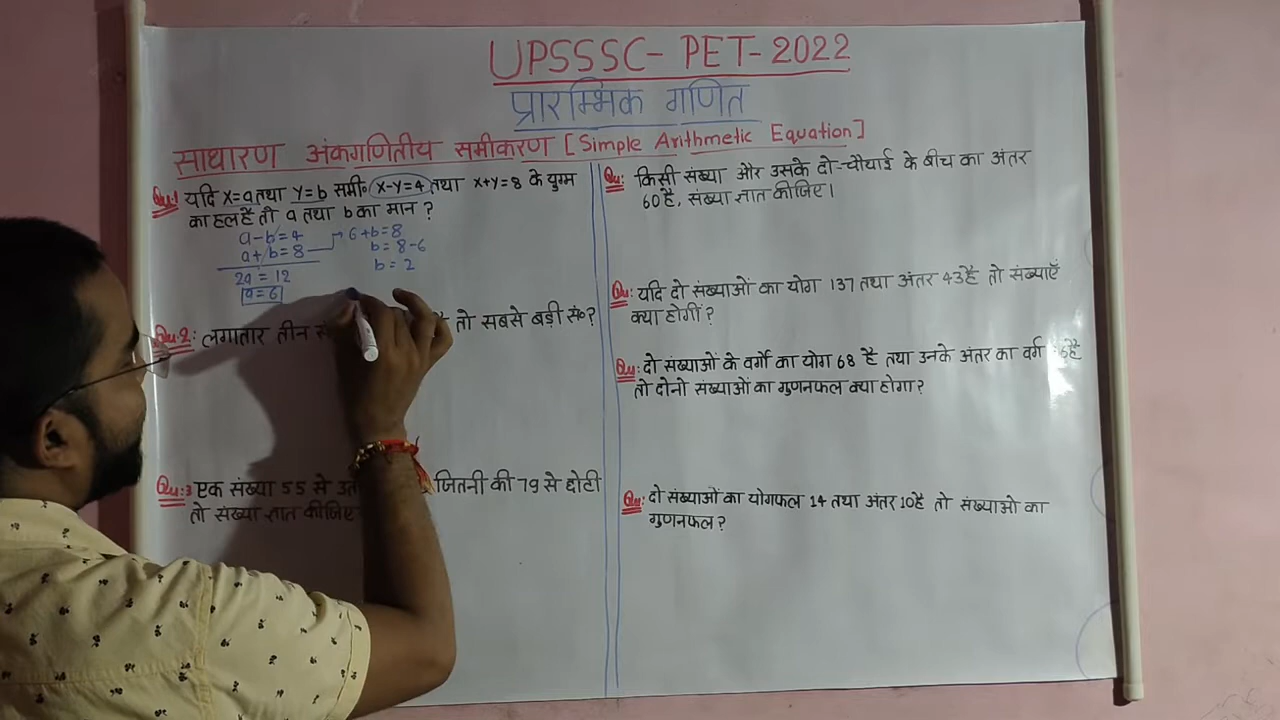 UPSSSC- PET- 2022
प्रारम्भिक गणित
साधारण अंकगणितीय समीकरण [Simple Arithmetic Equation]
Qu.1 यदि X=a तथा Y=b समी० X-Y=4 तथा X+Y=8 के युग्म
का हल हैं तो a तथा b का मान ?
a-b=4
a+b=8
2a=12
a=6
6+b=8
b=8-6
b=2
Qu.2: लगातार तीन तो सबसे बड़ी सं०?
Qu.3 एक संख्या 55 से जितनी की 79 से छोटी
तो संख्या ज्ञात कीजिए
Qu: किसी संख्या और उसके दो-चौथाई के बीच का अंतर
60 है, संख्या ज्ञात कीजिए।
Qu: यदि दो संख्याओं का योग 137 तथा अंतर 43 है तो संख्याएँ
क्या होगीं?
Qu: दो संख्याओं के वर्गों का योग 68 है तथा उनके अंतर का वर्ग है
तो दोनो संख्याओं का गुणनफल क्या होगा?
Qu: दो संख्याओं का योगफल 14 तथा अंतर 10 है तो संख्याओ का
गुणनफल?